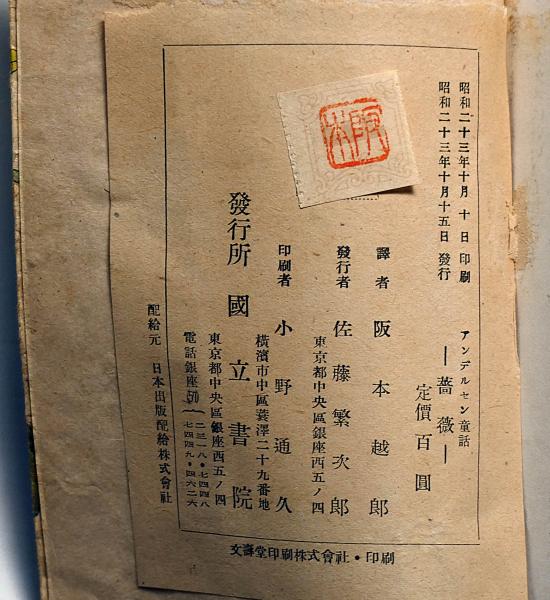 昭和二十三年十月 十 日 印刷
昭和二十三年十月十五日 發行
アンデルセン童話
―薔薇―
定價百圓
譯者 阪本越郎
發行者 佐藤繁次郎
東京都中央區銀座西五ノ四
印刷者 小野通久
橫濱市中區蓑澤二十九番地
發行所 國立書院
東京都中央區銀座西五ノ四
電話銀座(57)二三一八・七四四八
七四四九・四六二六
配給元 日本出版配給株式會社
文壽堂印刷株式會社・印刷
阪本